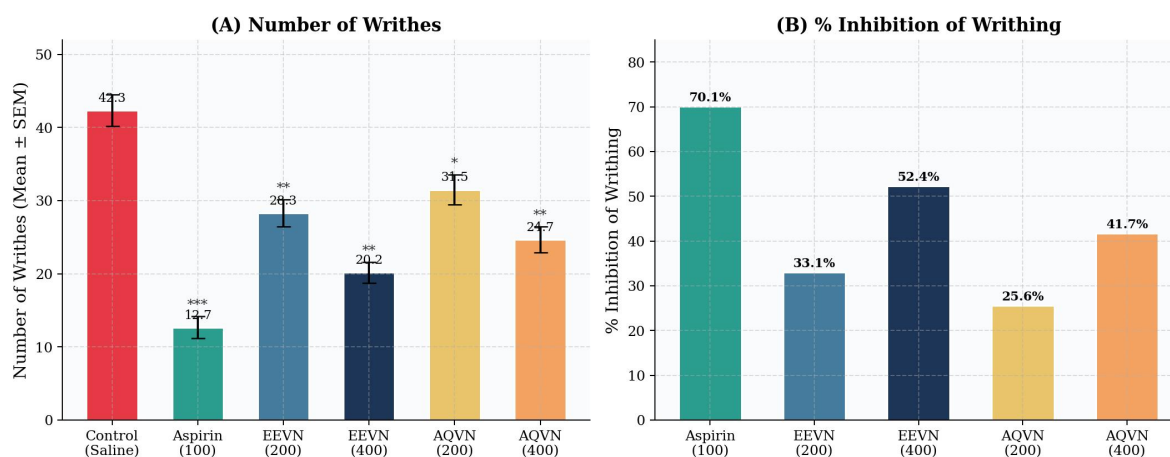 (A) Number of Writhes
Number of Writhes (Mean ± SEM)
50
40
30
20
10
0
42.3
***
12.7
**
28.3
**
20.2
*
31.5
**
24.7
Control
(Saline)
Aspirin
(100)
EEVN
(200)
EEVN
(400)
AQVN
(200)
AQVN
(400)
(B) % Inhibition of Writhing
% Inhibition of Writhing
80
70
60
50
40
30
20
10
0
70.1%
33.1%
52.4%
25.6%
41.7%
Aspirin
(100)
EEVN
(200)
EEVN
(400)
AQVN
(200)
AQVN
(400)